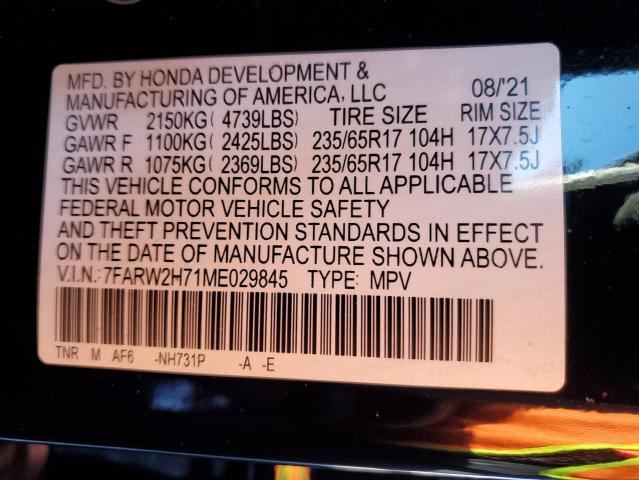 MFD. BY HONDA DEVELOPMENT &
MANUFACTURING OF AMERICA, LLC 08/'21
GVWR 2150KG( 4739LBS) TIRE SIZE RIM SIZE
GAWR F 1100KG( 2425LBS) 235/65R17 104H 17X7.5J
GAWR R 1075KG( 2369LBS) 235/65R17 104H 17X7.5J
THIS VEHICLE CONFORMS TO ALL APPLICABLE
FEDERAL MOTOR VEHICLE SAFETY
AND THEFT PREVENTION STANDARDS IN EFFECT
ON THE DATE OF MANUFACTURE SHOWN ABOVE.
V.I.N.:7FARW2H71ME029845 TYPE: MPV
TNR M AF6 -NH731P -A -E